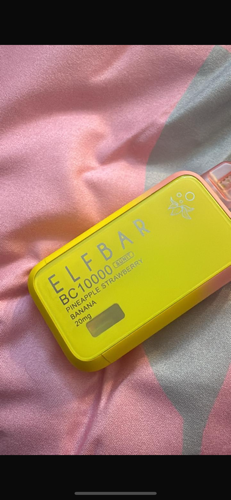 ELFBAR
BC10000
PINEAPPLE STRAWBERRY
BANANA
20mg